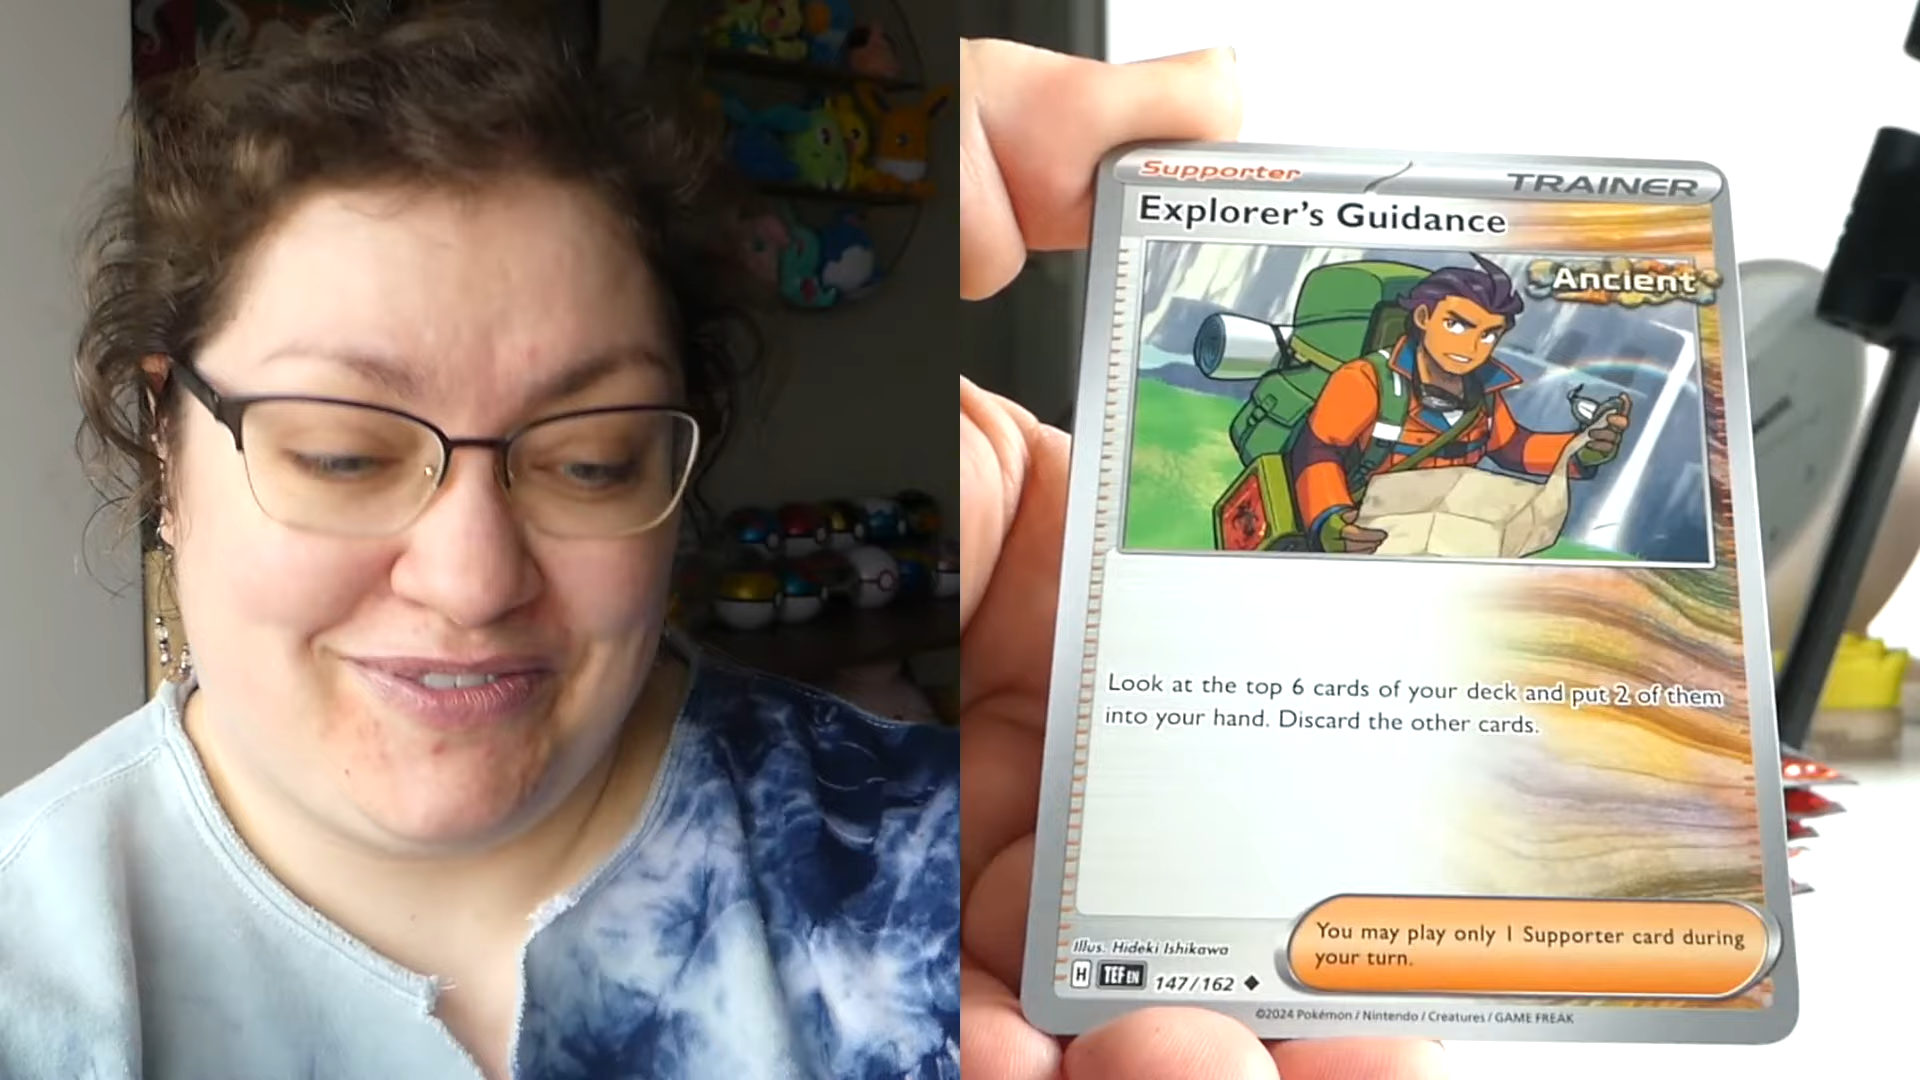 Supporter
TRAINER
Explorer's Guidance
Ancient
Look at the top 6 cards of your deck and put 2 of them
into your hand. Discard the other cards.
You may play only 1 Supporter card during
your turn.
Illus. Hideki Ishikawa
H TEF EN 147/162
©2024 Pokémon / Nintendo / Creatures / GAME FREAK